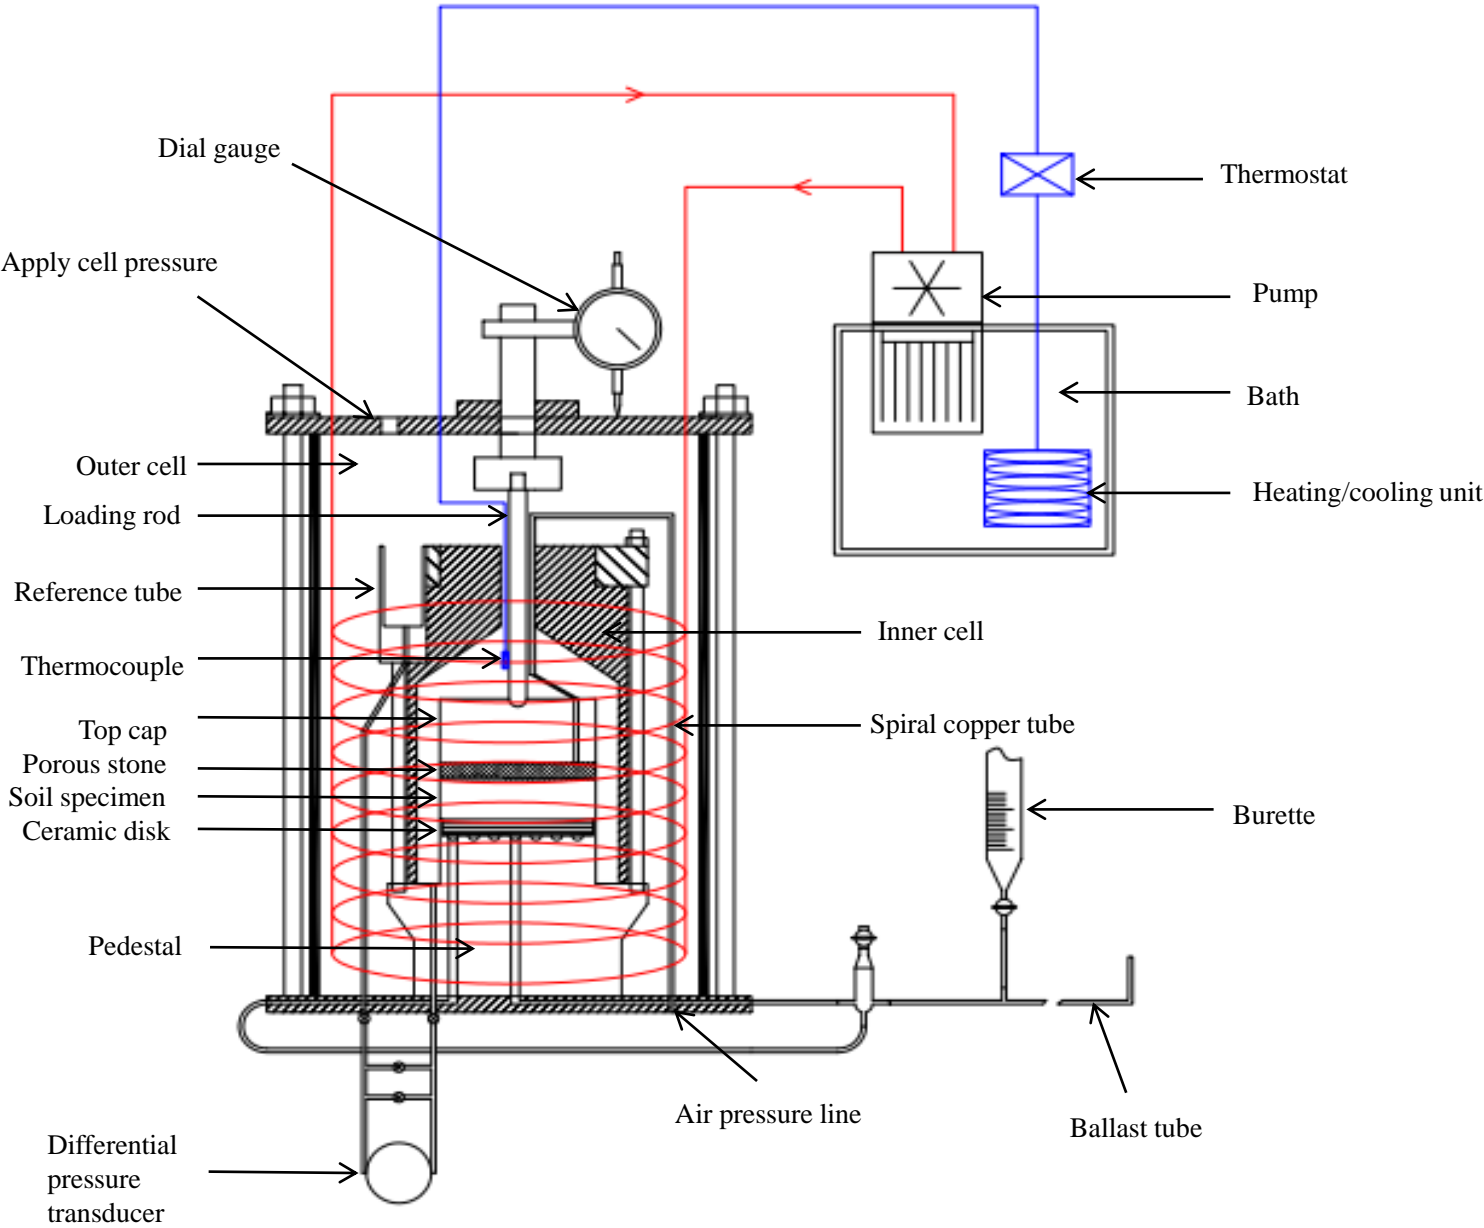 Dial gauge
Thermostat
Apply cell pressure
Pump
Bath
Outer cell
Heating/cooling unit
Loading rod
Reference tube
Inner cell
Thermocouple
Top cap
Spiral copper tube
Porous stone
Soil specimen
Burette
Ceramic disk
Pedestal
Air pressure line
Ballast tube
Differential
pressure
transducer